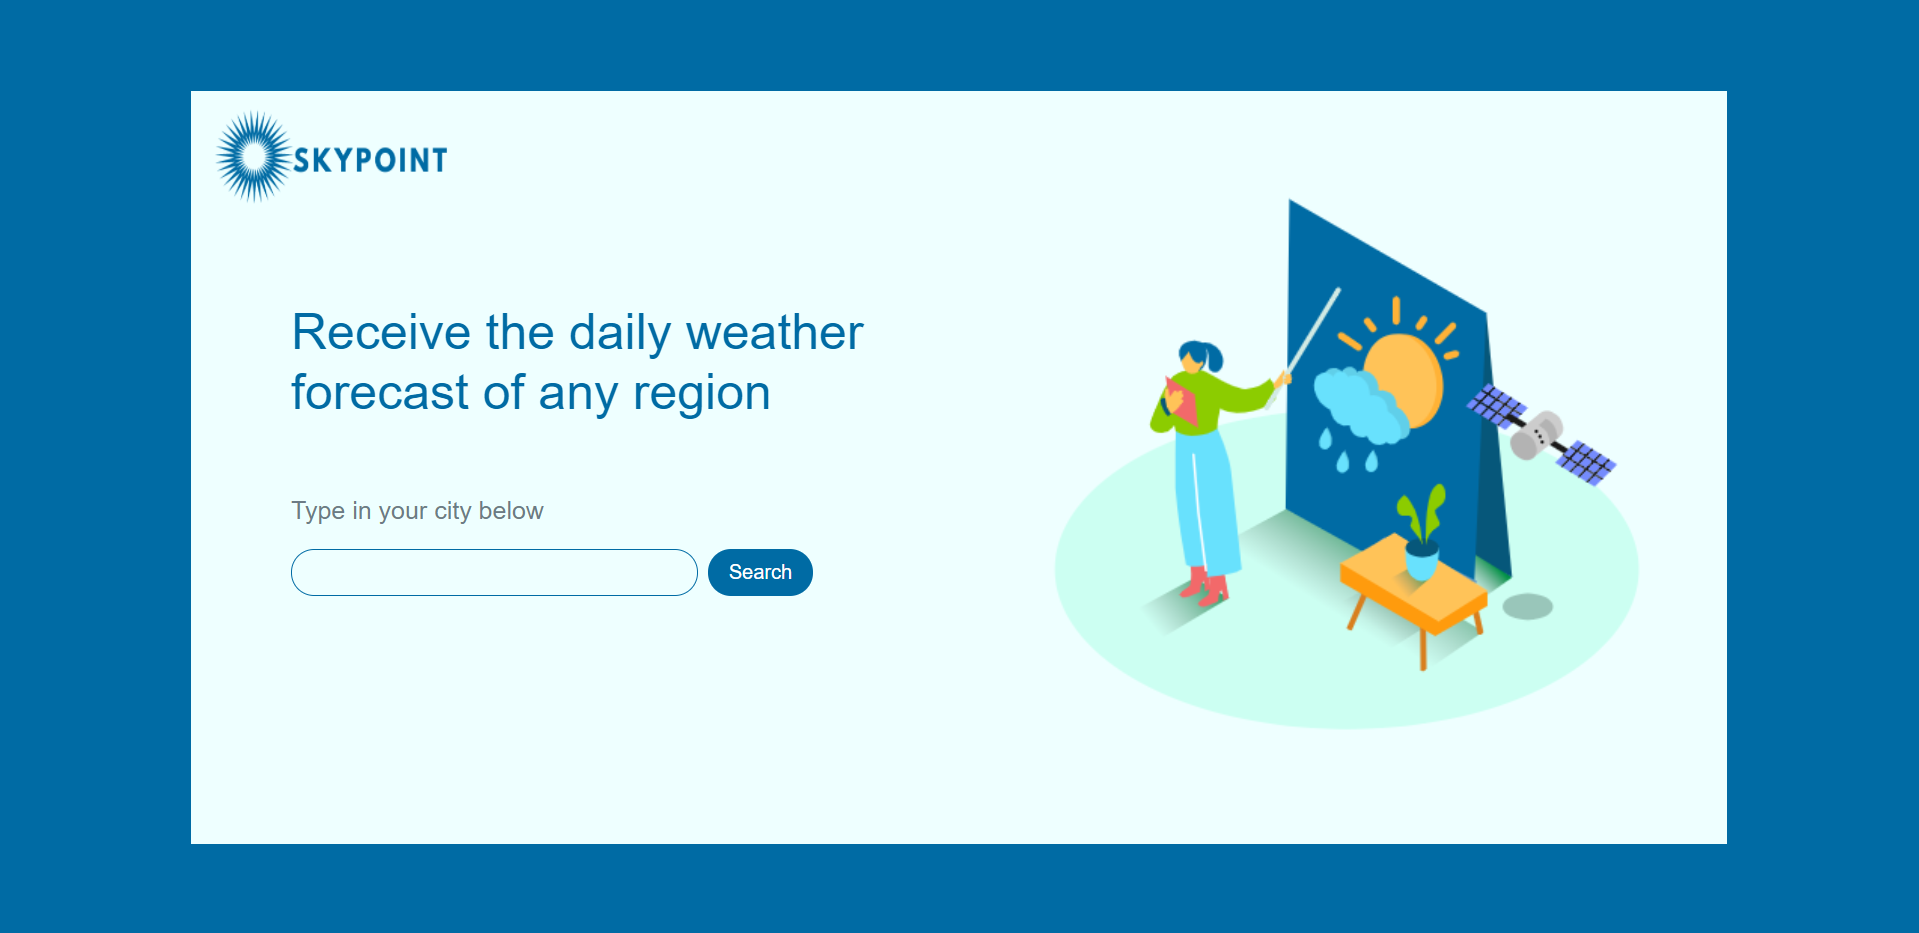 SKYPOINT
Receive the daily weather
forecast of any region
Type in your city below
Search